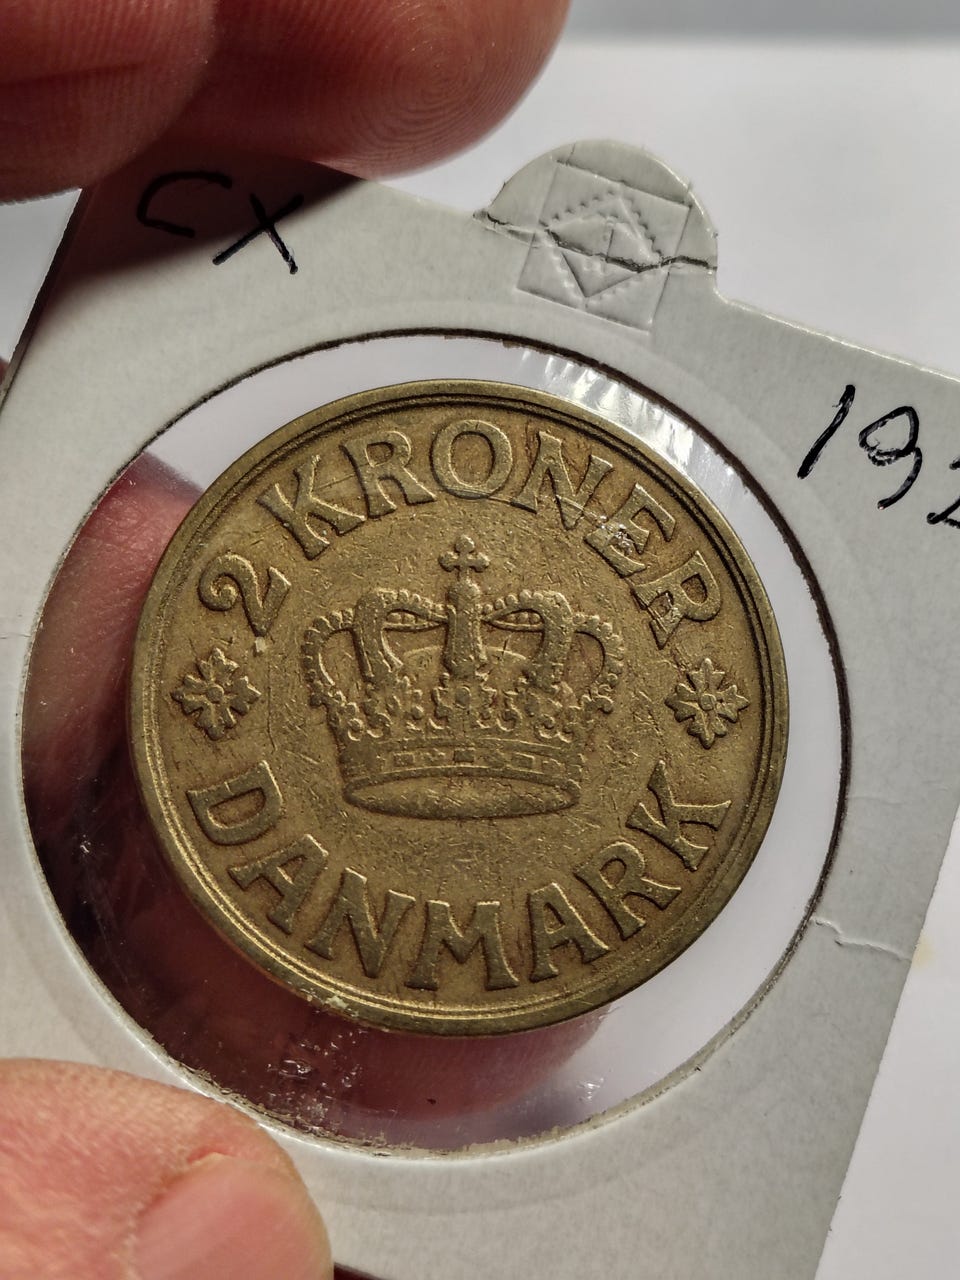 CX
192
2 KRONER
DANMARK